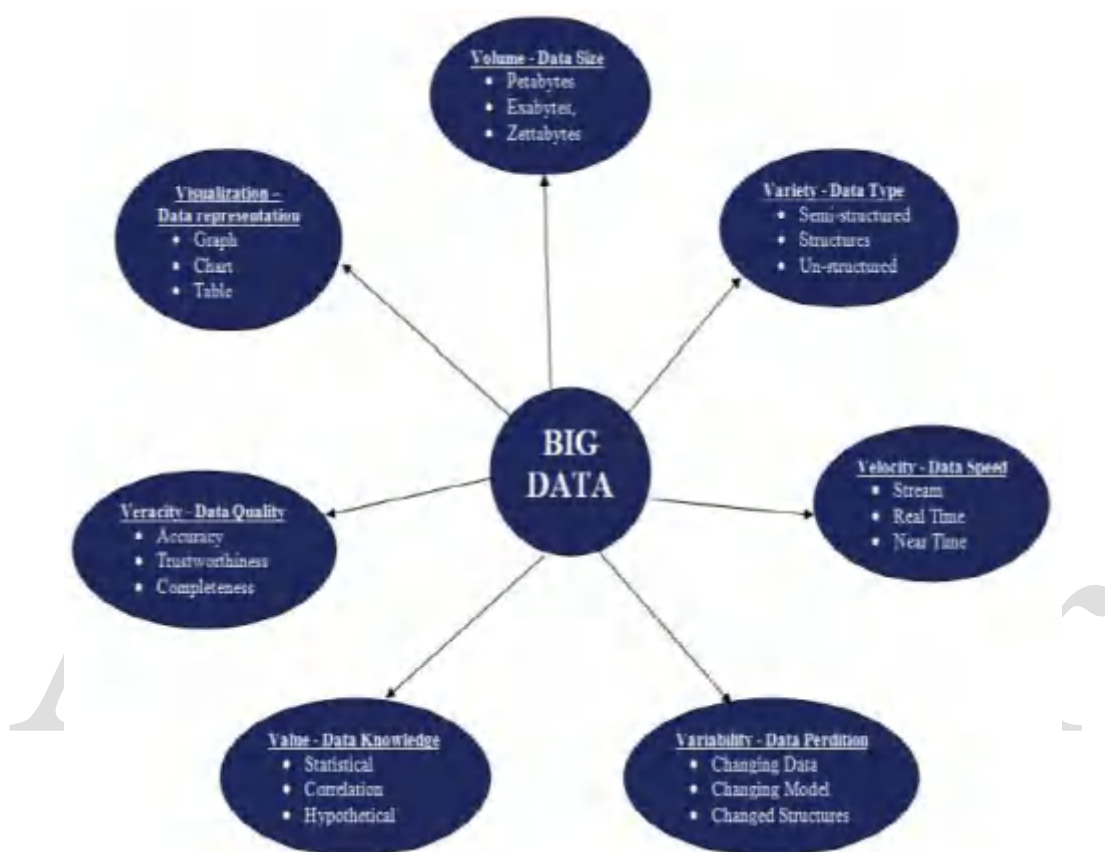 Volume - Data Size
• Petabytes
• Exabytes,
• Zettabytes
Visualization –
Data representation
• Graph
• Chart
• Table
Variety - Data Type
• Semi-structured
• Structures
• Un-structured
BIG
DATA
Velocity - Data Speed
• Stream
• Real Time
• Near Time
Veracity - Data Quality
• Accuracy
• Trustworthiness
• Completeness
Value - Data Knowledge
• Statistical
• Correlation
• Hypothetical
Variability - Data Perdition
• Changing Data
• Changing Model
• Changed Structures